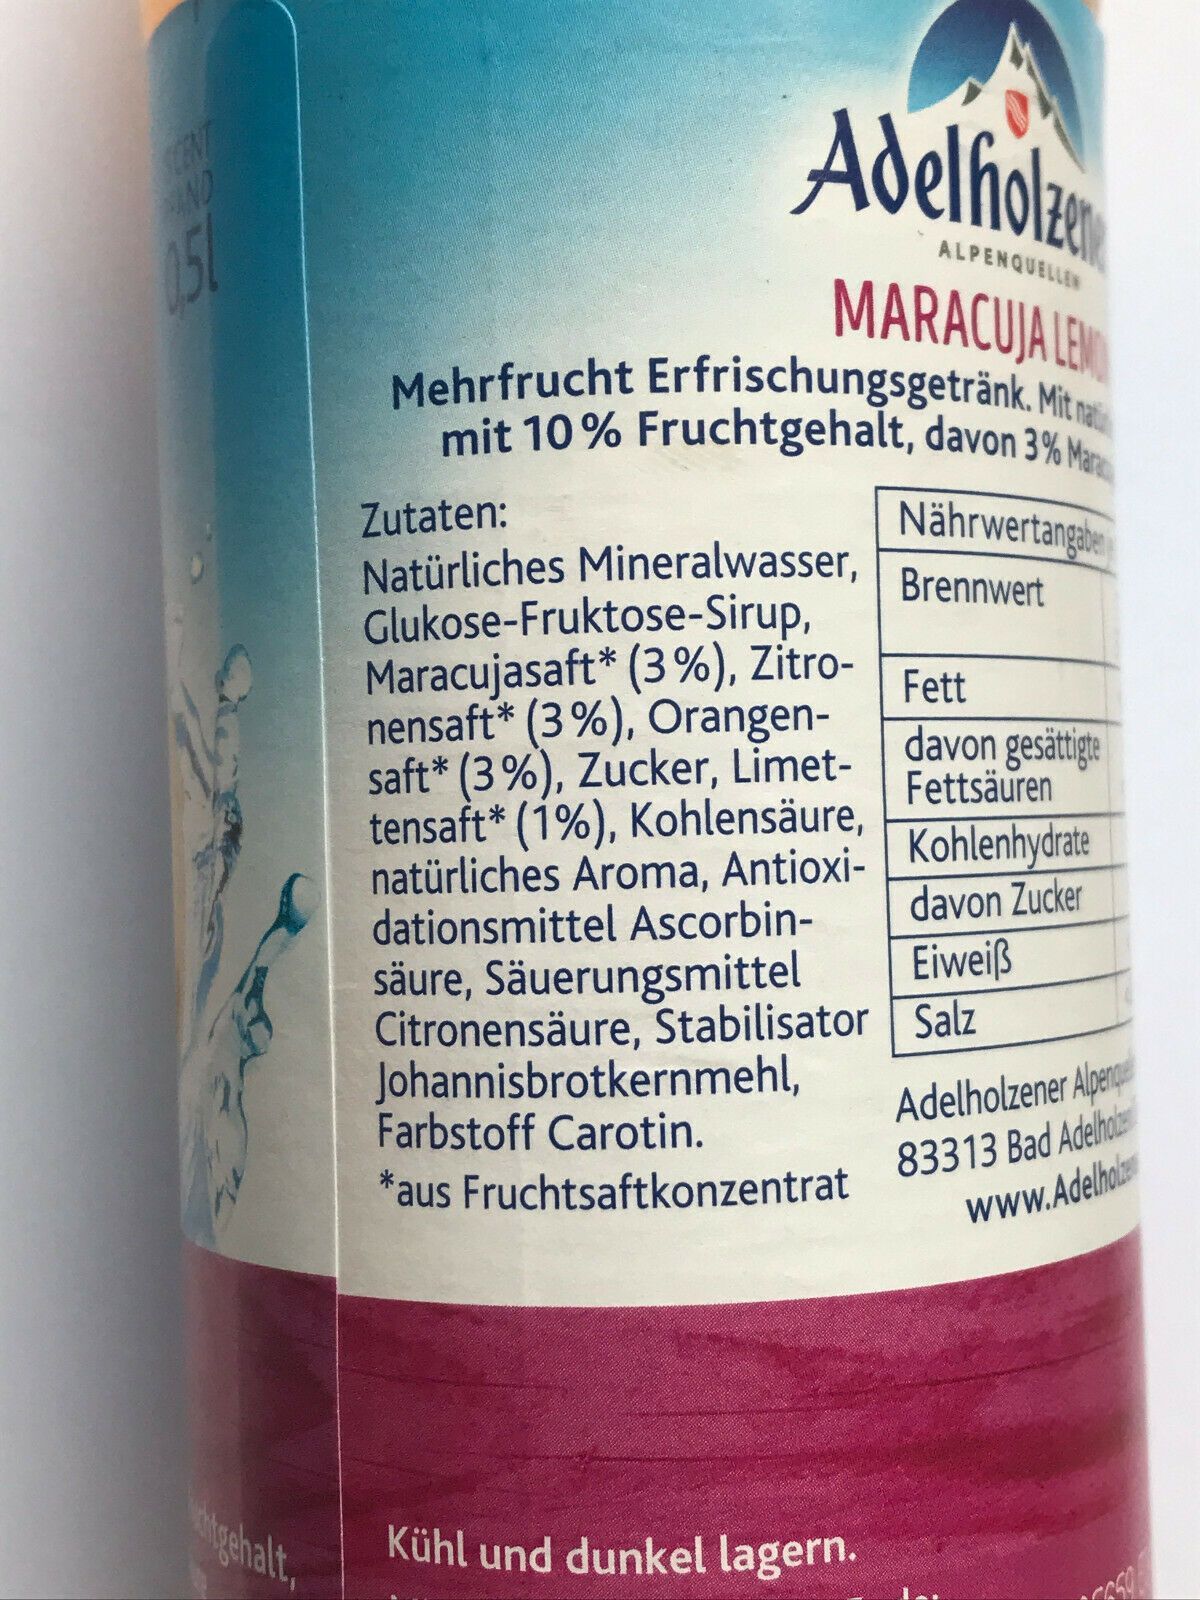 0,5l
Adelholzener
ALPENQUELLEN
MARACUJA
Mehrfrucht Erfrischungsgetränk. Mit
mit 10 % Fruchtgehalt, davon 3%
Zutaten:
Natürliches Mineralwasser,
Glukose-Fruktose-Sirup,
Maracujasaft* (3 %), Zitro-
nensaft* (3 %), Orangen-
saft* (3 %), Zucker, Limet-
tensaft* (1%), Kohlensäure,
natürliches Aroma, Antioxi-
dationsmittel Ascorbin-
säure, Säuerungsmittel
Citronensäure, Stabilisator
Johannisbrotkernmehl,
Farbstoff Carotin.
*aus Fruchtsaftkonzentrat
Nährwertangaben
Brennwert
Fett
davon gesättigte
Fettsäuren
Kohlenhydrate
davon Zucker
Eiweiß
Salz
Adelholzener
83313 Bad
Kühl und dunkel lagern.